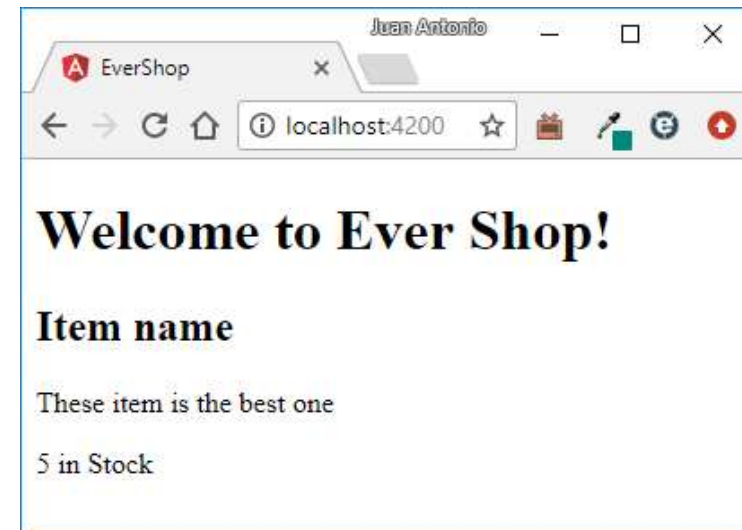 Juan Antonio
EverShop
localhost:4200
Welcome to Ever Shop!
Item name
These item is the best one
5 in Stock